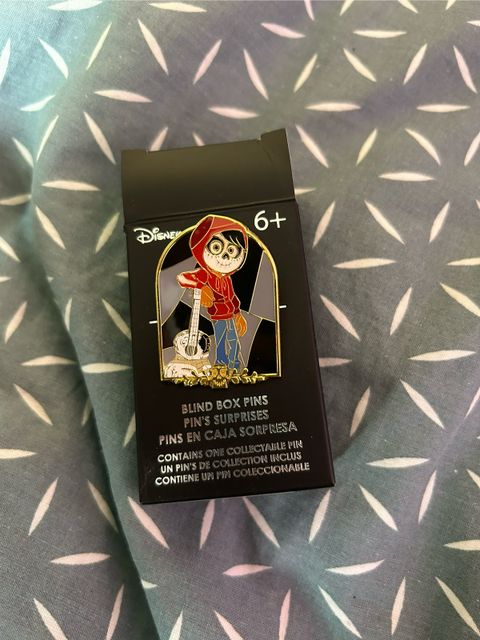 Disney
6+
BLIND BOX PINS
PIN'S SURPRISES
PINS EN CAJA SORPRESA
CONTAINS ONE COLLECTABLE PIN
UN PIN'S DE COLLECTION INCLUS
CONTIENE UN PIN COLECCIONABLE